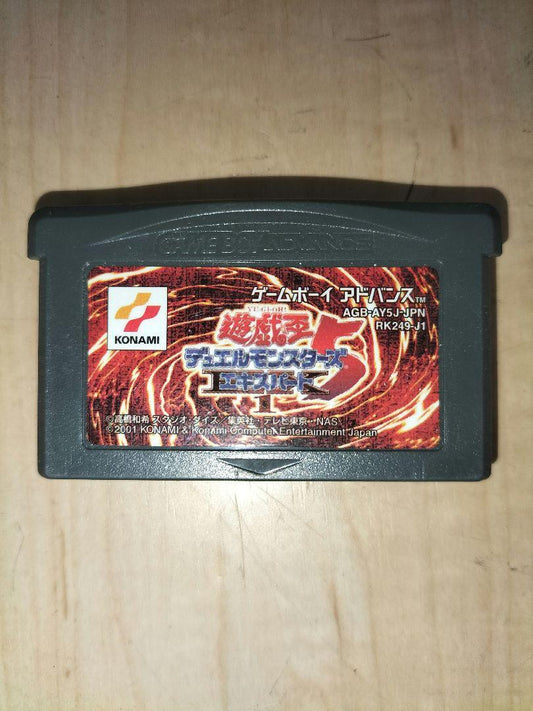 GAME BOY ADVANCE
ゲームボーイ アドバンス™
AGB-AY5J-JPN
RK249-J1
KONAMI
YU-GI-OH!
遊戯王5
デュエルモンスターズ
エキスパート
1
©高橋和希 スタジオ・ダイス/集英社・テレビ東京・NAS
©2001 KONAMI & Konami Computer Entertainment Japan